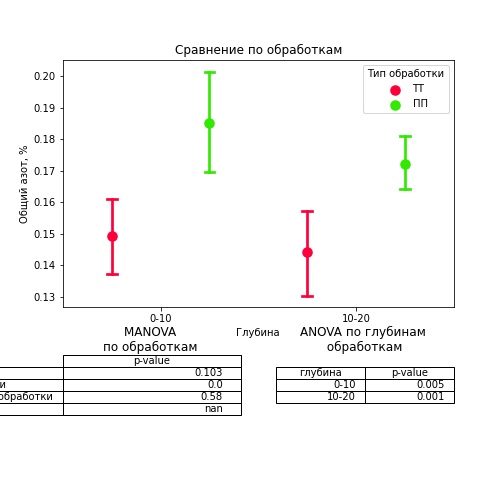 Сравнение по обработкам
Общий азот, %
0.20
0.19
0.18
0.17
0.16
0.15
0.14
0.13
Тип обработки
ТТ
ПП
0-10
10-20
Глубина
MANOVA
по обработкам
p-value
0.103
0.0
обработки 0.58
nan
ANOVA по глубинам
обработкам
глубина p-value
0-10 0.005
10-20 0.001